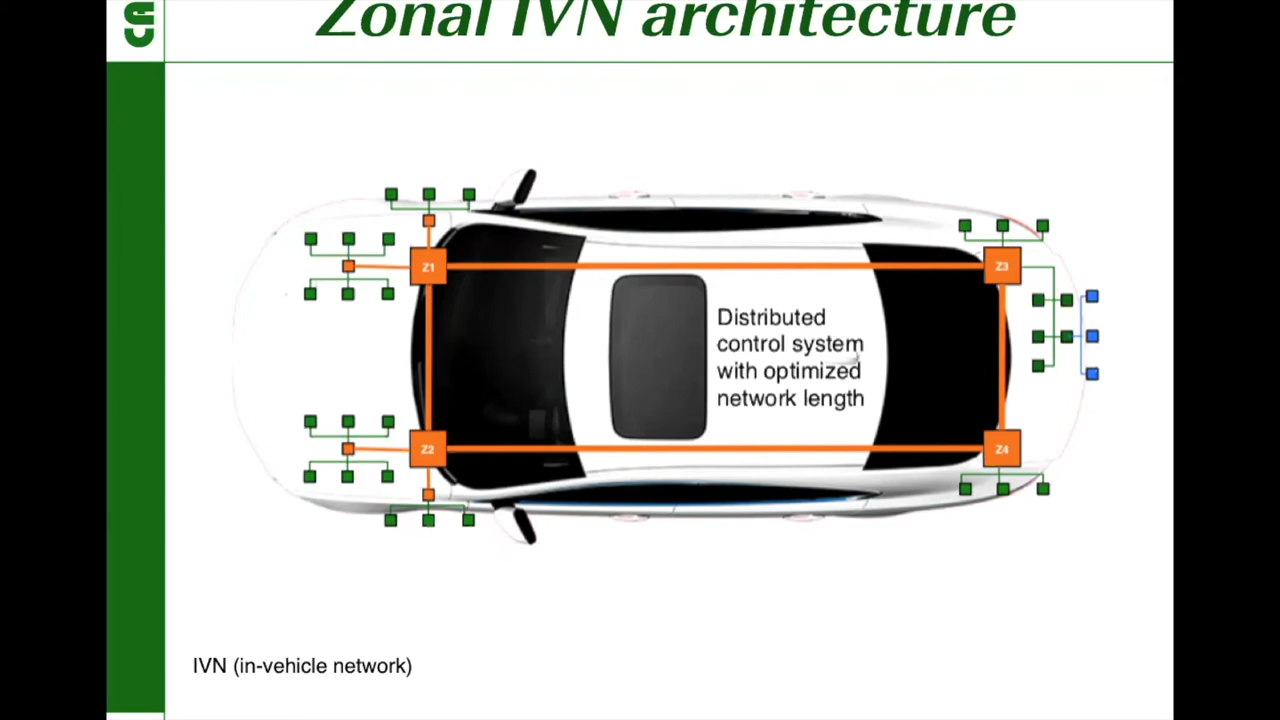 Zonal IVN architecture
Z1
Z3
Distributed
control system
with optimized
network length
Z2
Z4
IVN (in-vehicle network)